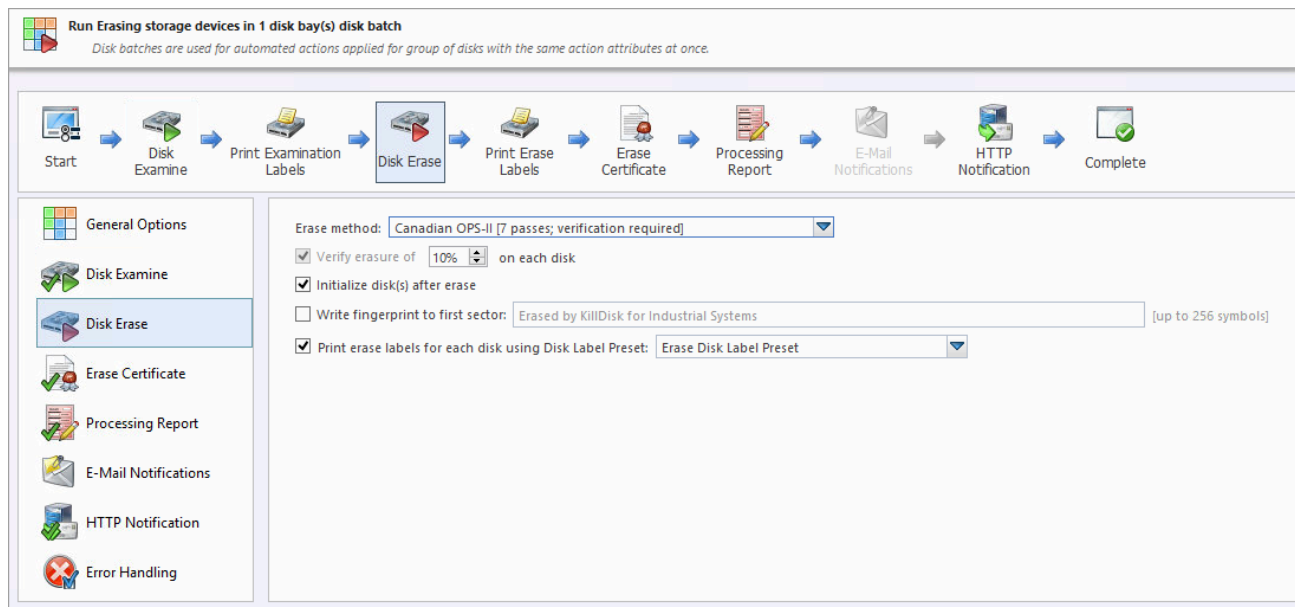 Run Erasing storage devices in 1 disk bay(s) disk batch
Disk batches are used for automated actions applied for group of disks with the same action attributes at once.
Start
Disk
Examine
Print Examination
Labels
Disk Erase
Print Erase
Labels
Erase
Certificate
Processing
Report
E-Mail
Notifications
HTTP
Notification
Complete
General Options
Disk Examine
Disk Erase
Erase Certificate
Processing Report
E-Mail Notifications
HTTP Notification
Error Handling
Erase method: Canadian OPS-II [7 passes; verification required]
Verify erasure of 10% on each disk
Initialize disk(s) after erase
Write fingerprint to first sector: Erased by KillDisk for Industrial Systems [up to 256 symbols]
Print erase labels for each disk using Disk Label Preset: Erase Disk Label Preset